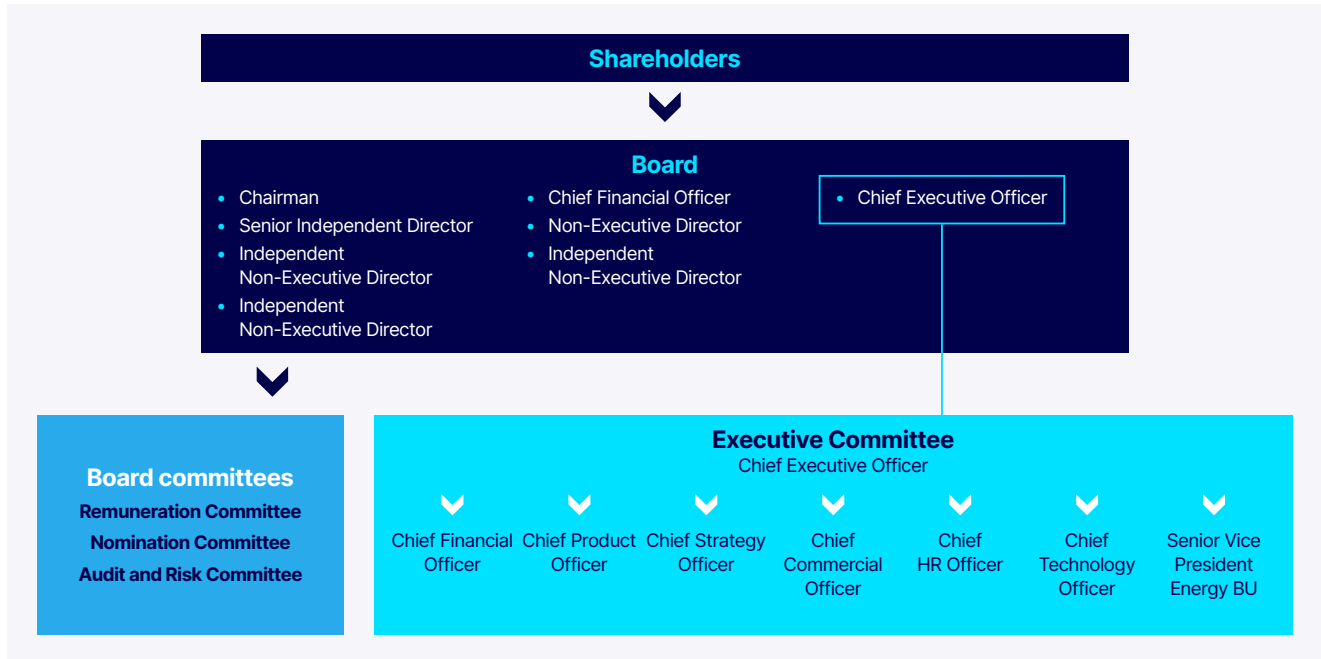 Shareholders
Board
• Chairman
• Senior Independent Director
• Independent
Non-Executive Director
• Independent
Non-Executive Director
• Chief Financial Officer
• Non-Executive Director
• Independent
Non-Executive Director
• Chief Executive Officer
Board committees
Remuneration Committee
Nomination Committee
Audit and Risk Committee
Executive Committee
Chief Executive Officer
Chief Financial
Officer
Chief Product
Officer
Chief Strategy
Officer
Chief
Commercial
Officer
Chief
HR Officer
Chief
Technology
Officer
Senior Vice
President
Energy BU